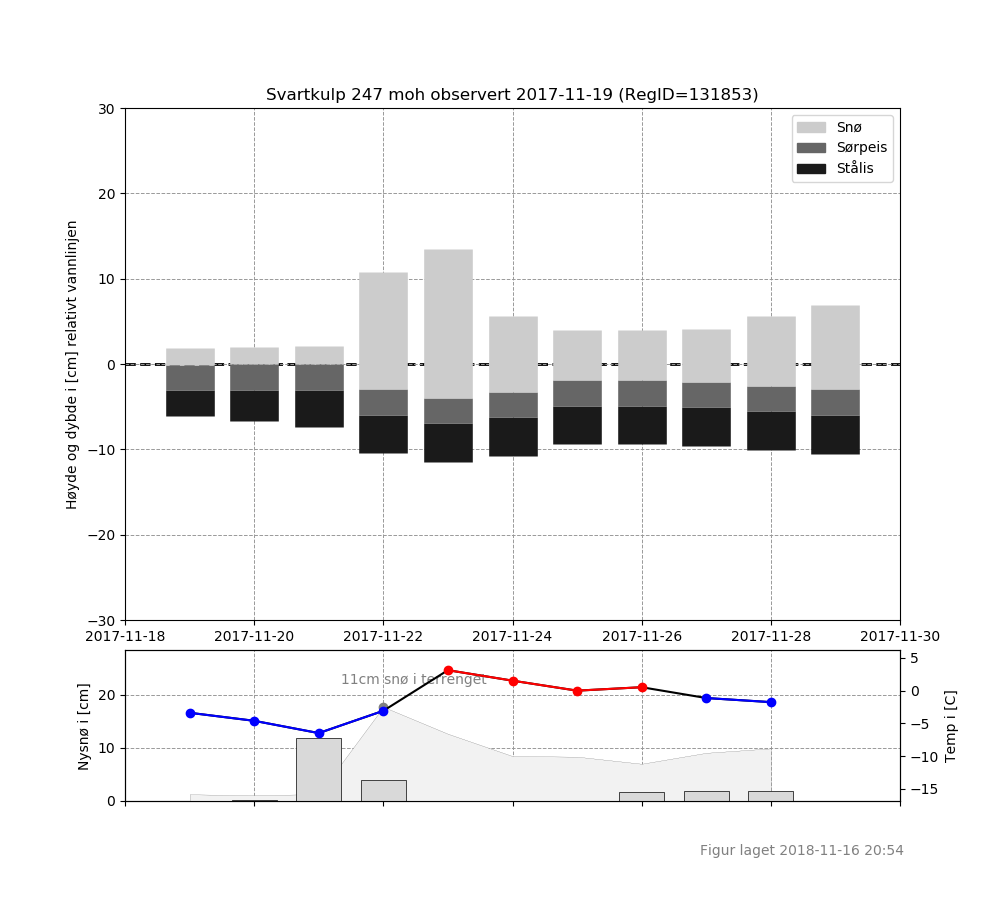 Svartkulp 247 moh observert 2017-11-19 (RegID=131853)
Snø
Sørpeis
Stålis
Høyde og dybde i [cm] relativt vannlinjen
30
20
10
0
−10
−20
−30
2017-11-18 2017-11-20 2017-11-22 2017-11-24 2017-11-26 2017-11-28 2017-11-30
11cm snø i terrenget
Nysnø i [cm]
20
10
0
5
0
−5
−10
−15
Temp i [C]
Figur laget 2018-11-16 20:54